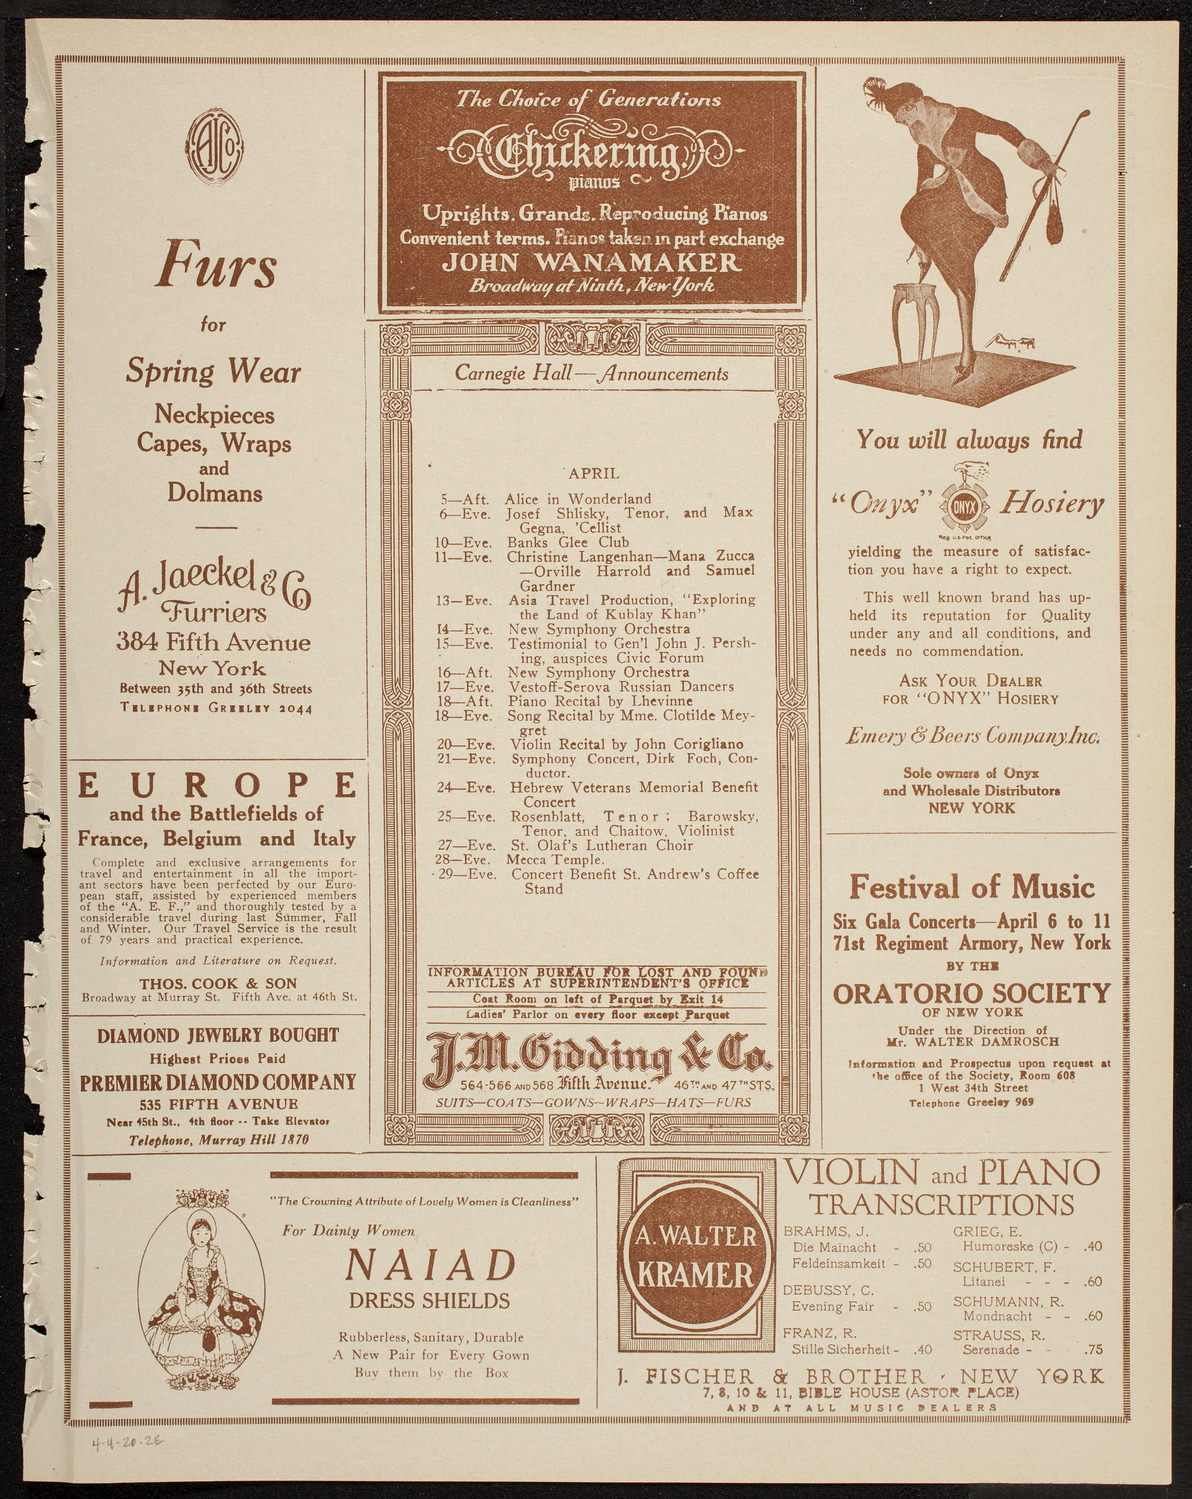 AJCo
Furs
for
Spring Wear
Neckpieces
Capes, Wraps
and
Dolmans
A. Jaeckel & Co
Furriers
384 Fifth Avenue
New York
Between 35th and 36th Streets
TELEPHONE GREELEY 2044
EUROPE
and the Battlefields of
France, Belgium and Italy
Complete and exclusive arrangements for
travel and entertainment in all the import-
ant sectors have been perfected by our Euro-
pean staff, assisted by experienced members
of the "A. E. F.," and thoroughly tested by a
considerable travel during last Summer, Fall
and Winter. Our Travel Service is the result
of 79 years and practical experience.
Information and Literature on Request.
THOS. COOK & SON
Broadway at Murray St. Fifth Ave. at 46th St.
DIAMOND JEWELRY BOUGHT
Highest Prices Paid
PREMIER DIAMOND COMPANY
535 FIFTH AVENUE
Near 45th St., 4th floor -- Take Elevator
Telephone, Murray Hill 1870
The Choice of Generations
Chickering
pianos
Uprights. Grands. Reproducing Pianos
Convenient terms. Pianos taken in part exchange
JOHN WANAMAKER
Broadway at Ninth, New York
Carnegie Hall—Announcements
APRIL
5—Aft. Alice in Wonderland
6—Eve. Josef Shlisky, Tenor, and Max
Gegna, 'Cellist
10—Eve. Banks Glee Club
11—Eve. Christine Langenhan—Mana Zucca
—Orville Harrold and Samuel
Gardner
13—Eve. Asia Travel Production, "Exploring
the Land of Kublay Khan"
14—Eve. New Symphony Orchestra
15—Eve. Testimonial to Gen'l John J. Persh-
ing, auspices Civic Forum
16—Aft. New Symphony Orchestra
17—Eve. Vestoff-Serova Russian Dancers
18—Aft. Piano Recital by Lhevinne
18—Eve. Song Recital by Mme. Clotilde Mey-
gret
20—Eve. Violin Recital by John Corigliano
21—Eve. Symphony Concert, Dirk Foch, Con-
ductor.
24—Eve. Hebrew Veterans Memorial Benefit
Concert
25—Eve. Rosenblatt, Tenor; Barowsky,
Tenor, and Chaitow, Violinist
27—Eve. St. Olaf's Lutheran Choir
28—Eve. Mecca Temple.
29—Eve. Concert Benefit St. Andrew's Coffee
Stand
INFORMATION BUREAU FOR LOST AND FOUND
ARTICLES AT SUPERINTENDENT'S OFFICE
Coat Room on left of Parquet by Exit 14
Ladies' Parlor on every floor except Parquet
J.M. Gidding & Co.
564-566 AND 568 Fifth Avenue. 46TH AND 47TH STS.
SUITS—COATS—GOWNS—WRAPS—HATS—FURS
You will always find
"Onyx" ONYX Hosiery
Reg U.S. Pat. Office
yielding the measure of satisfac-
tion you have a right to expect.
This well known brand has up-
held its reputation for Quality
under any and all conditions, and
needs no commendation.
ASK YOUR DEALER
FOR "ONYX" HOSIERY
Emery & Beers Company, Inc.
Sole owners of Onyx
and Wholesale Distributors
NEW YORK
Festival of Music
Six Gala Concerts—April 6 to 11
71st Regiment Armory, New York
BY THE
ORATORIO SOCIETY
OF NEW YORK
Under the Direction of
Mr. WALTER DAMROSCH
Information and Prospectus upon request at
the office of the Society, Room 608
1 West 34th Street
Telephone Greeley 969
"The Crowning Attribute of Lovely Women is Cleanliness"
For Dainty Women
NAIAD
DRESS SHIELDS
Rubberless, Sanitary, Durable
A New Pair for Every Gown
Buy them by the Box
A. WALTER
KRAMER
VIOLIN and PIANO
TRANSCRIPTIONS
BRAHMS, J.
Die Mainacht - .50
Feldeinsamkeit - .50
DEBUSSY, C.
Evening Fair - .50
FRANZ, R.
Stille Sicherheit - .40
GRIEG, E.
Humoreske (C) - .40
SCHUBERT, F.
Litanei - - - .60
SCHUMANN, R.
Mondnacht - - .60
STRAUSS, R.
Serenade - - .75
J. FISCHER & BROTHER, NEW YORK
7, 8, 10 & 11, BIBLE HOUSE (ASTOR PLACE)
AND AT ALL MUSIC DEALERS
4-4-20.2E